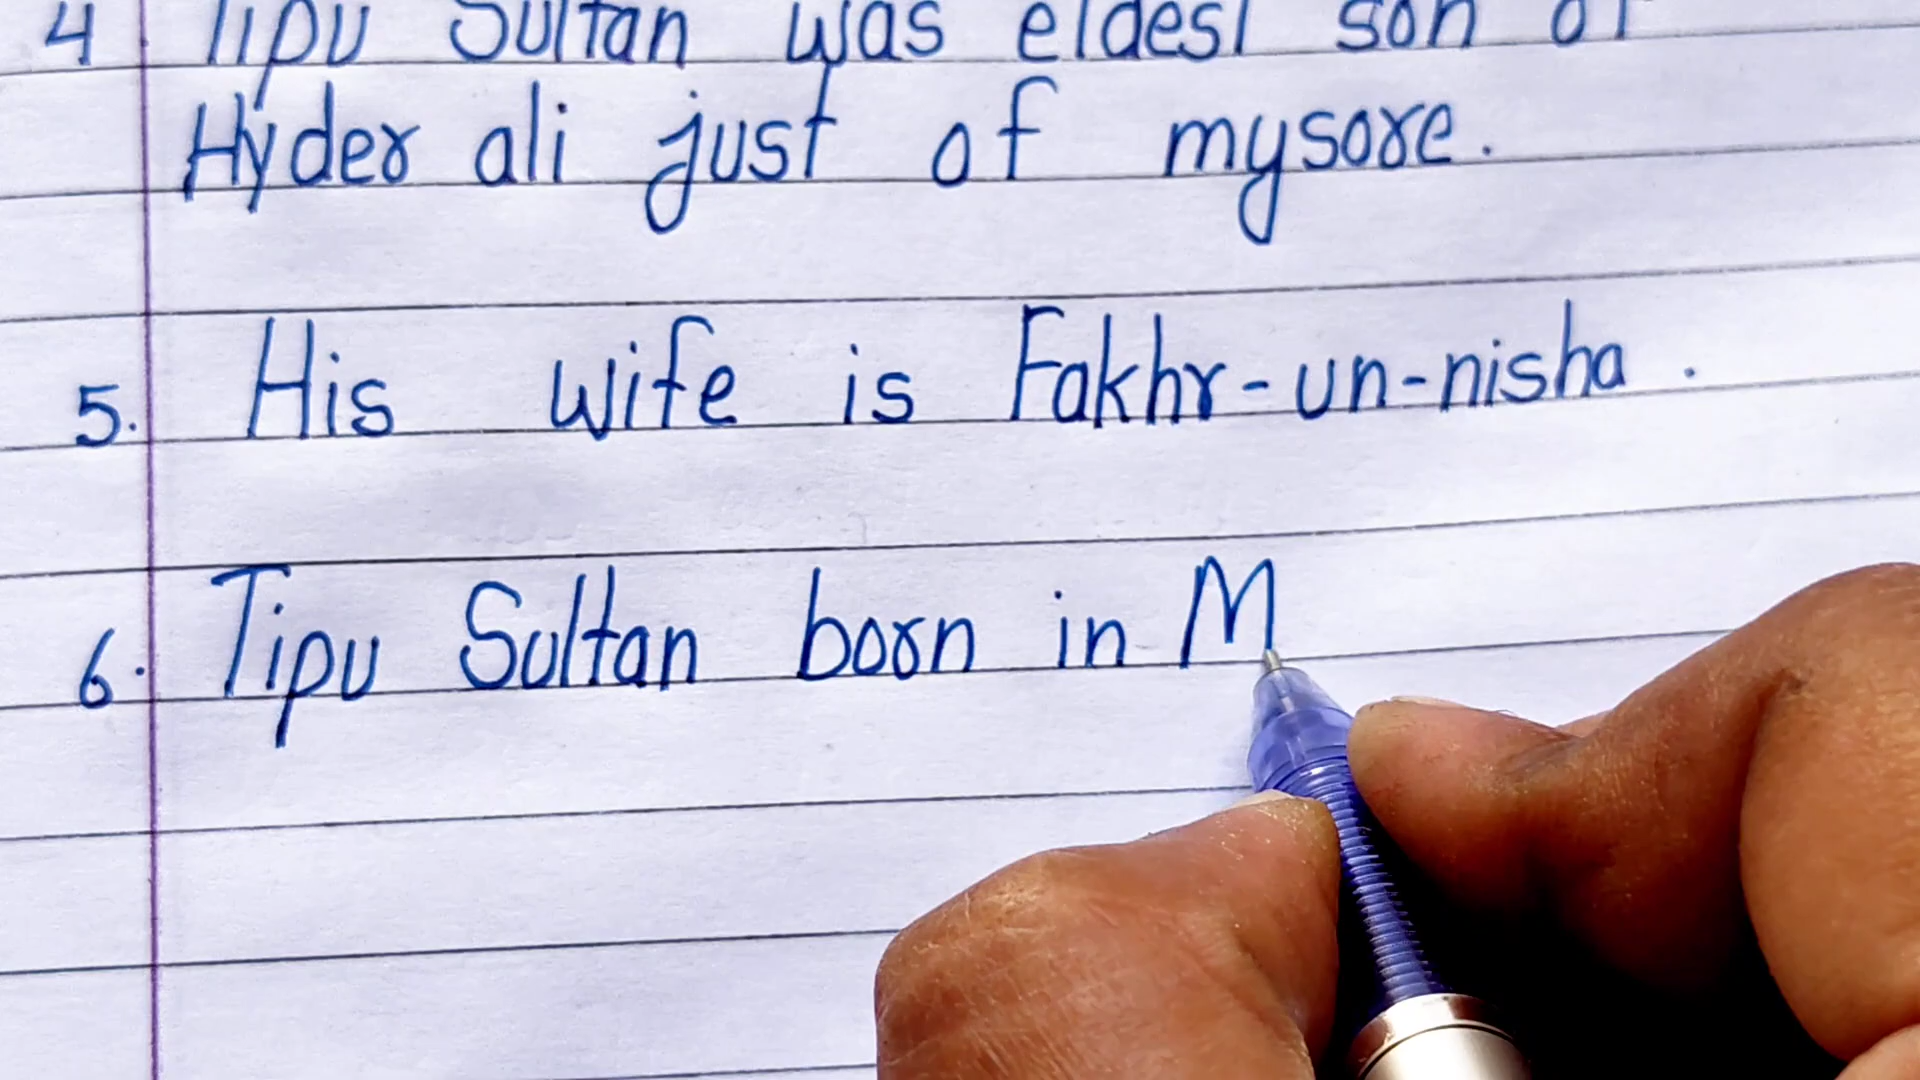 4 Tipu Sultan was eldest son of
Hyder ali just of mysore.
5. His wife is Fakhr-un-nisha.
6. Tipu Sultan born in M